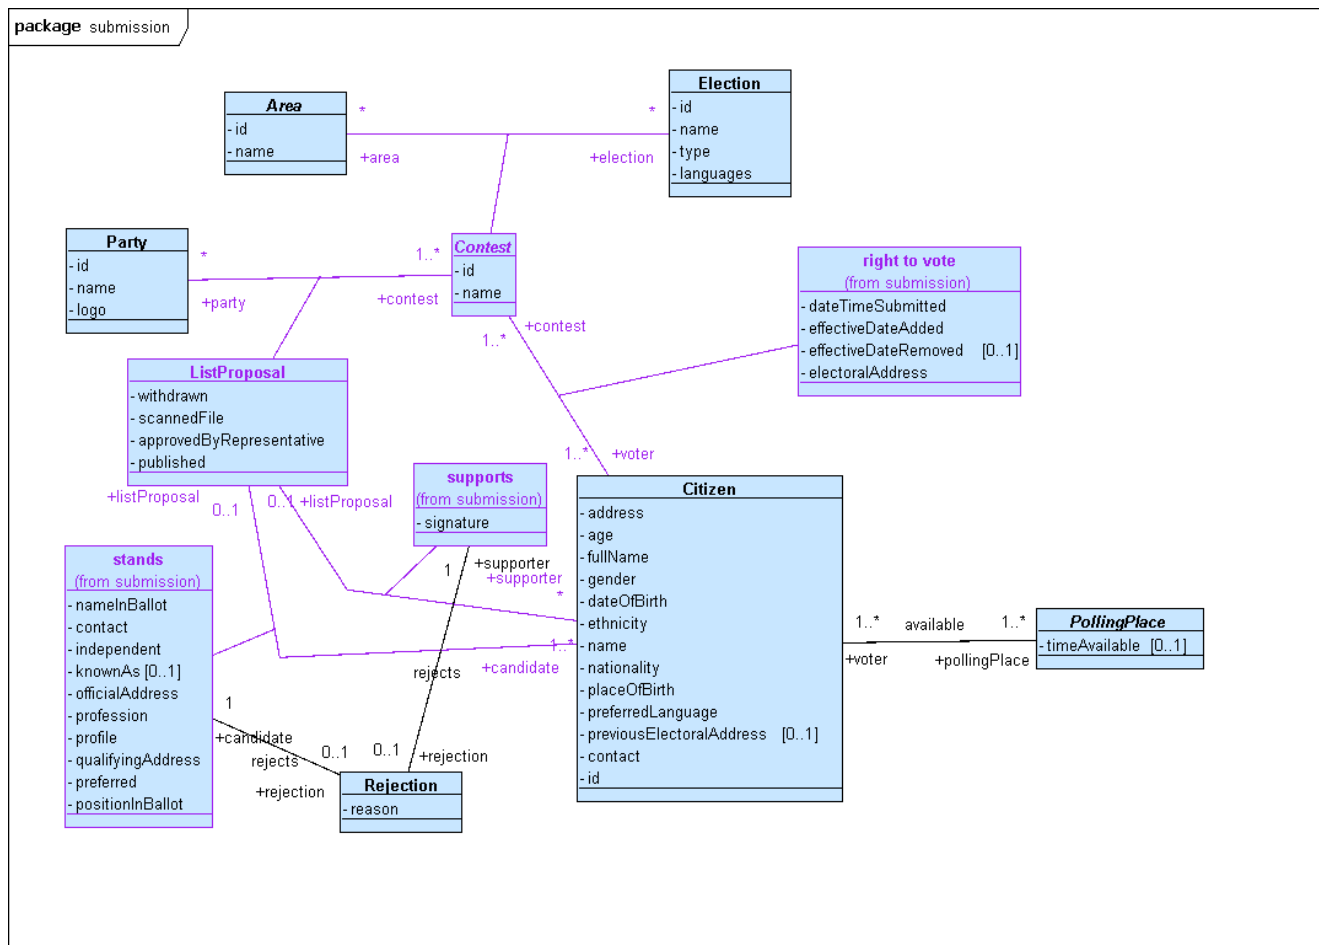 package submission
Area
- id
- name
Election
- id
- name
- type
- languages
*
*
+area
+election
Party
- id
- name
- logo
*
1..*
+party
+contest
Contest
- id
- name
right to vote
(from submission)
- dateTimeSubmitted
- effectiveDateAdded
- effectiveDateRemoved [0..1]
- electoralAddress
+contest
1..*
1..*
+voter
ListProposal
- withdrawn
- scannedFile
- approvedByRepresentative
- published
+listProposal
0..1
0..1
+listProposal
supports
(from submission)
- signature
1
+supporter
+supporter
*
Citizen
- address
- age
- fullName
- gender
- dateOfBirth
- ethnicity
- name
- nationality
- placeOfBirth
- preferredLanguage
- previousElectoralAddress [0..1]
- contact
- id
stands
(from submission)
- nameInBallot
- contact
- independent
- knownAs [0..1]
- officialAddress
- profession
- profile
- qualifyingAddress
- preferred
- positionInBallot
1..*
+candidate
rejects
1
+candidate
rejects
0..1
+rejection
0..1
+rejection
Rejection
- reason
1..*
available
1..*
+voter
+pollingPlace
PollingPlace
- timeAvailable [0..1]